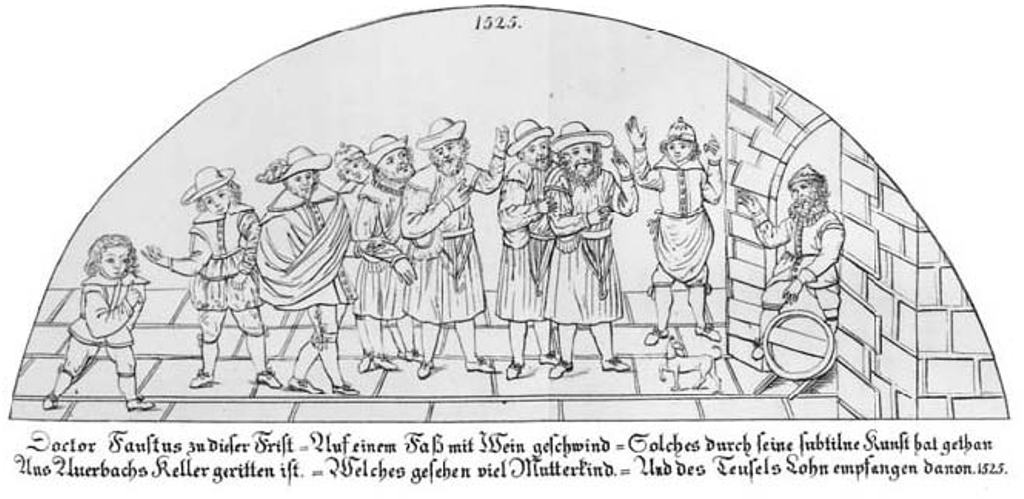 1525.
Doctor Faustus zu dieser Frist = Auf einem Faß mit Wein geschwind = Solches durch seine subtilne Kunst hat gethan
Aus Auerbachs Keller geritten ist. = Welches gesehen viel Mutterkind. = Und des Teufels Lohn empfangen davon. 1525.